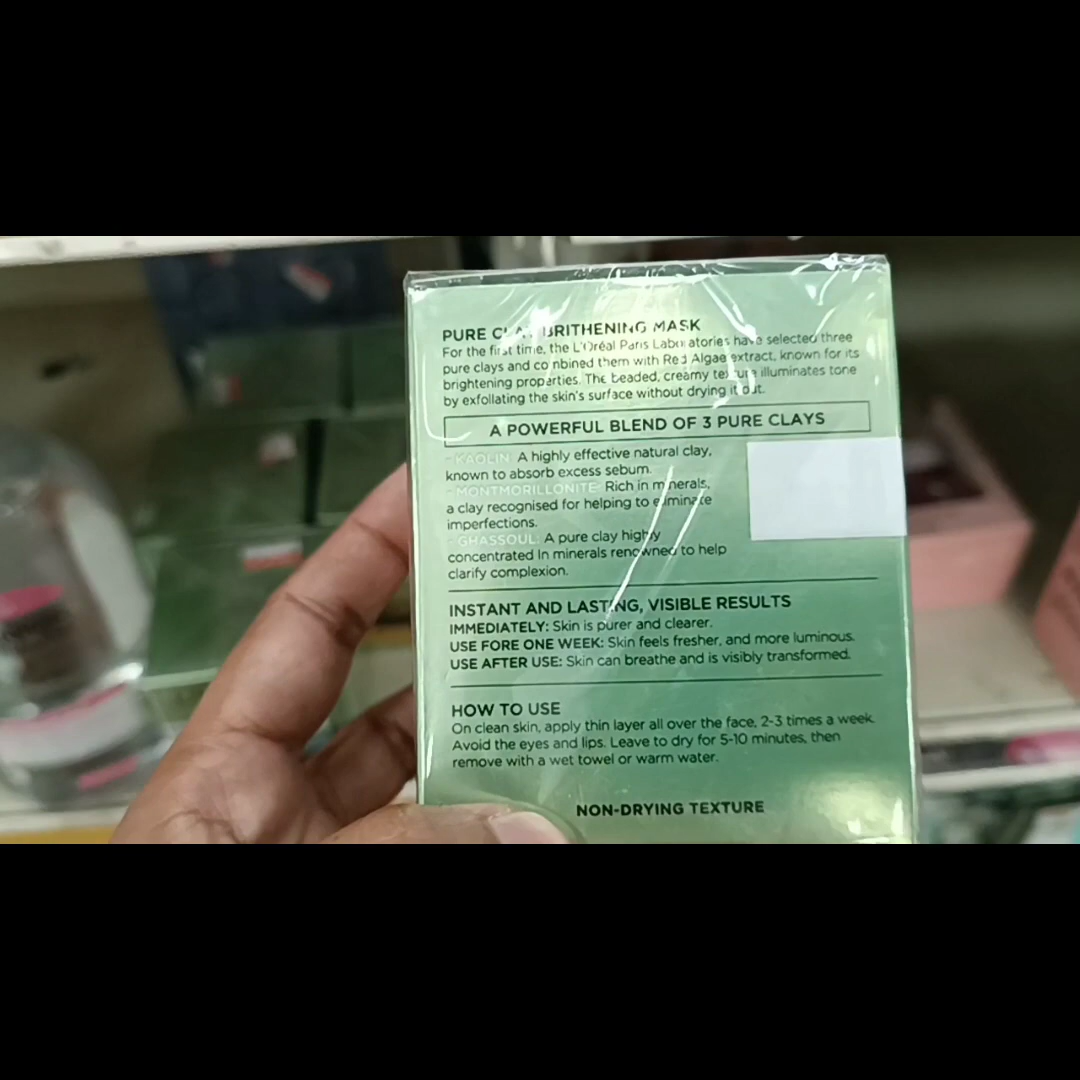 PURE CLAY BRITHENING MASK
For the first time, the L'Oréal Paris Laboratories have selected three
pure clays and combined them with Red Algae extract, known for its
brightening properties. The beaded, creamy texture illuminates tone
by exfollating the skin's surface without drying it out.
A POWERFUL BLEND OF 3 PURE CLAYS
- KAOLIN: A highly effective natural clay,
known to absorb excess sebum.
- MONTMORILLONITE: Rich in minerals,
a clay recognised for helping to eliminate
imperfections.
- GHASSOUL: A pure clay highly
concentrated In minerals renowned to help
clarify complexion.
INSTANT AND LASTING, VISIBLE RESULTS
IMMEDIATELY: Skin is purer and clearer.
USE FORE ONE WEEK: Skin feels fresher, and more luminous.
USE AFTER USE: Skin can breathe and is visibly transformed.
HOW TO USE
On clean skin, apply thin layer all over the face, 2-3 times a week.
Avoid the eyes and lips. Leave to dry for 5-10 minutes, then
remove with a wet towel or warm water.
NON-DRYING TEXTURE